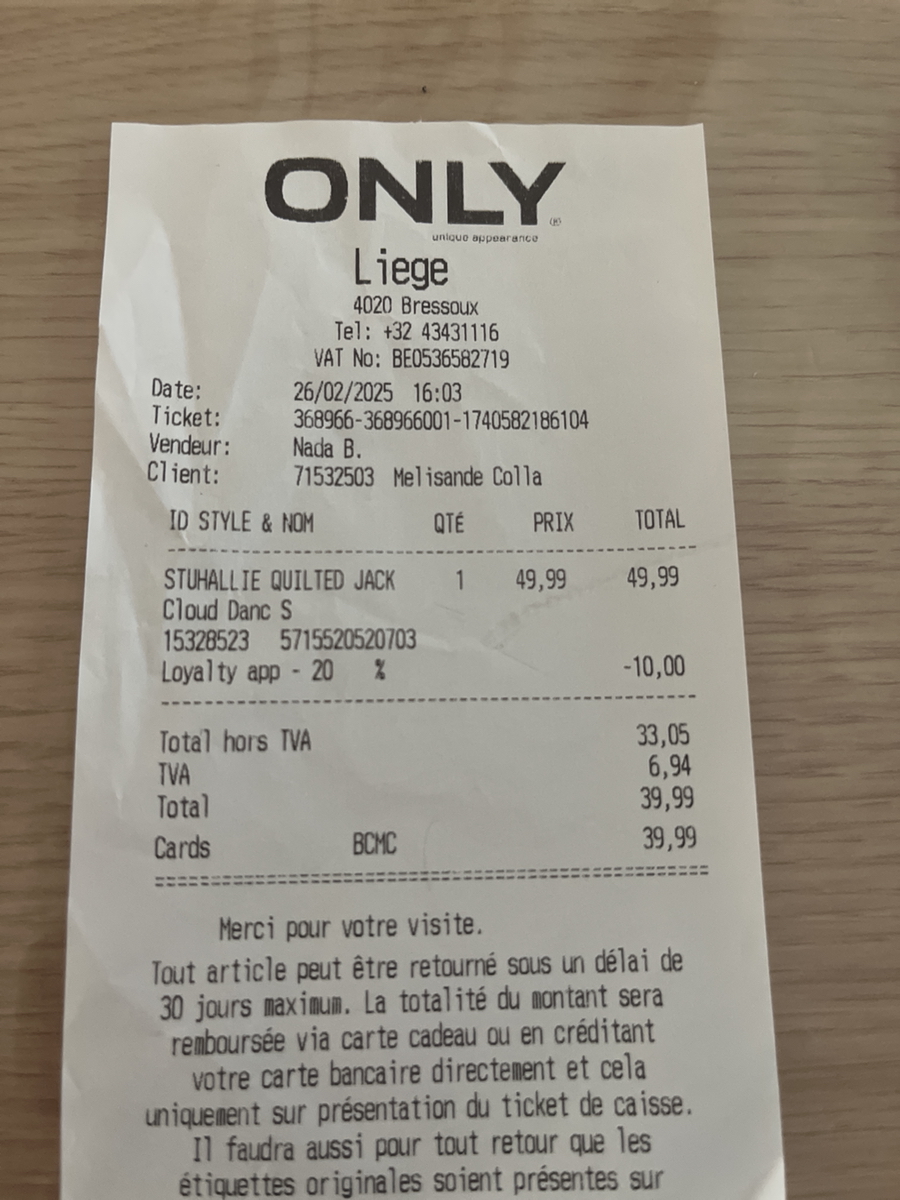 ONLY®
unique appearance
Liege
4020 Bressoux
Tel: +32 43431116
VAT No: BE0536582719
Date: 26/02/2025 16:03
Ticket: 368966-368966001-1740582186104
Vendeur: Nada B.
Client: 71532503 Melisande Colla
ID STYLE & NOM QTÉ PRIX TOTAL
STUHALLIE QUILTED JACK 1 49,99 49,99
Cloud Danc S
15328523 5715520520703
Loyalty app - 20 % -10,00
Total hors TVA 33,05
TVA 6,94
Total 39,99
Cards BCMC 39,99
Merci pour votre visite.
Tout article peut être retourné sous un délai de
30 jours maximum. La totalité du montant sera
remboursée via carte cadeau ou en créditant
votre carte bancaire directement et cela
uniquement sur présentation du ticket de caisse.
Il faudra aussi pour tout retour que les
étiquettes originales soient présentes sur